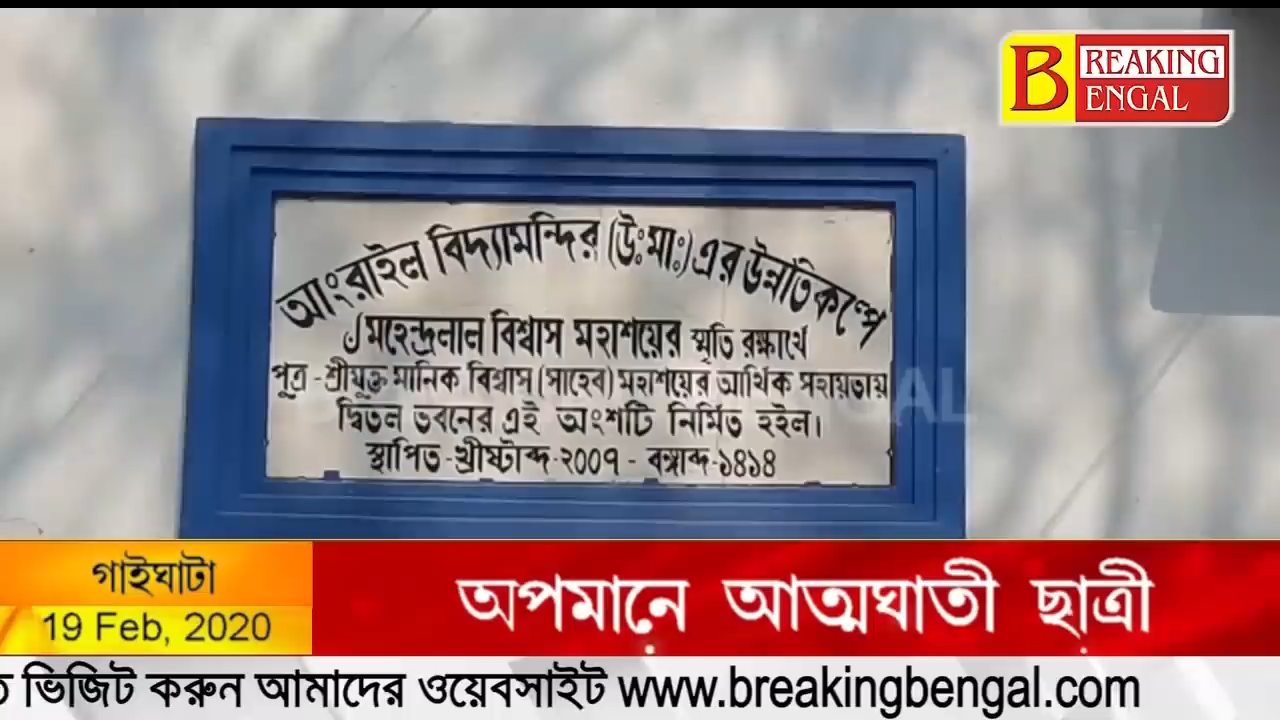 BREAKING
BENGAL
আংরাইল বিদ্যামন্দির (উঃমাঃ) এর উন্নতিকল্পে
৺মহেন্দ্রলাল বিশ্বাস মহাশয়ের স্মৃতি রক্ষার্থে
পুত্র - শ্রীযুক্ত মানিক বিশ্বাস (সাহেব) মহাশয়ের আর্থিক সহায়তায়
দ্বিতল ভবনের এই অংশটি নির্মিত হইল।
স্থাপিত - খ্রীষ্টাব্দ - ২০০৭ - বঙ্গাব্দ - ১৪১৪
গাইঘাটা
19 Feb, 2020
অপমানে আত্মঘাতী ছাত্রী
ভিজিট করুন আমাদের ওয়েবসাইট www.breakingbengal.com